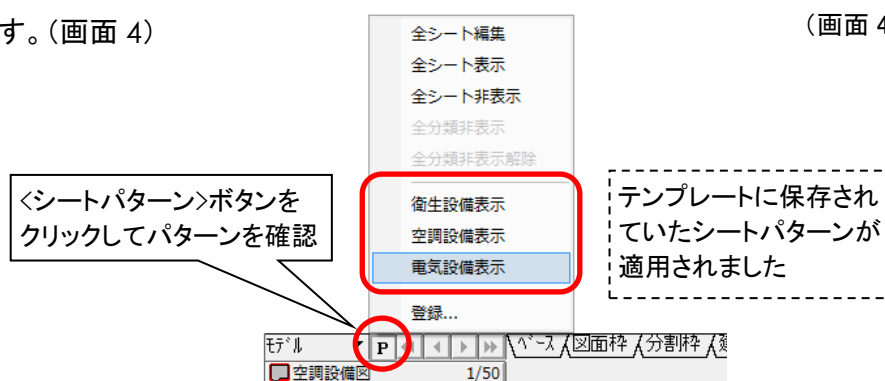 す。(画面 4)
(画面 4
全シート編集
全シート表示
全シート非表示
全分類非表示
全分類非表示解除
衛生設備表示
空調設備表示
電気設備表示
登録...
<シートパターン>ボタンを
クリックしてパターンを確認
テンプレートに保存され
ていたシートパターンが
適用されました
モデル P ベース 図面枠 分割枠
空調設備図 1/50